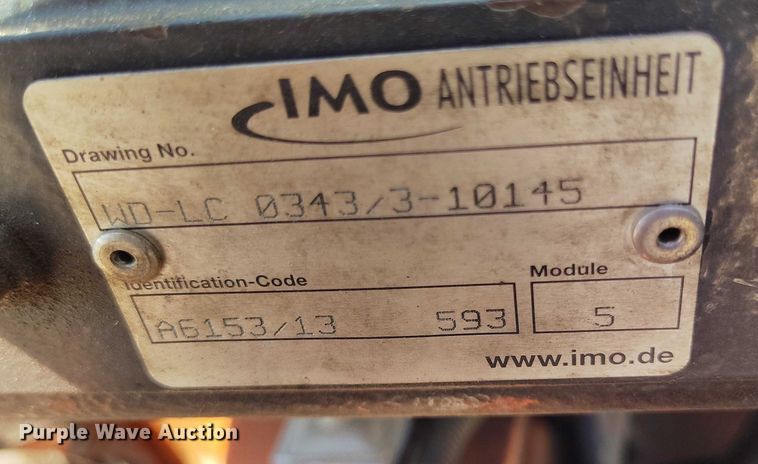 IMO ANTRIEBSEINHEIT
Drawing No.
WD-LC 0343/3-10145
Identification-Code
Module
A6153/13 593
5
www.imo.de
Purple Wave Auction